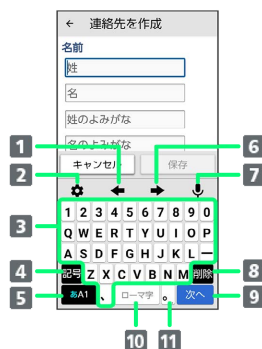 ← 連絡先を作成
名前
姓
名
姓のよみがな
名のよみがな
キャンセル 保存
1
2
3
4
5
6
7
8
9
10
11
1 2 3 4 5 6 7 8 9 0
Q W E R T Y U I O P
A S D F G H J K L ー
記号 Z X C V B N M 削除
あA1 、 ローマ字 。 次へ